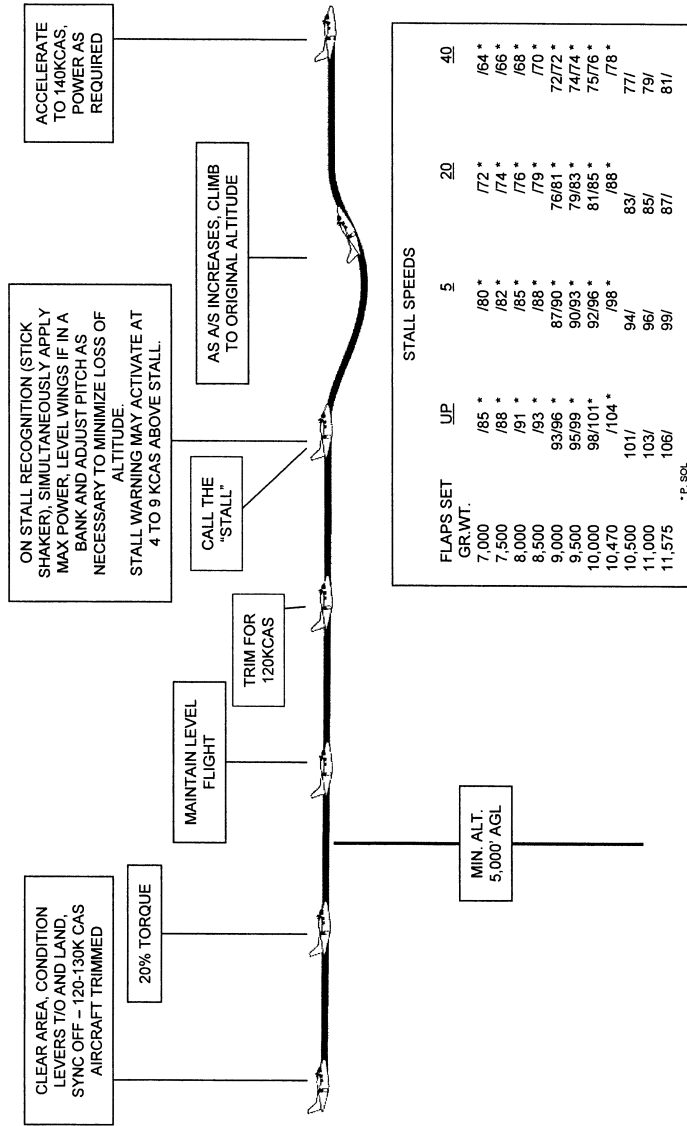 CLEAR AREA, CONDITION
LEVERS T/O AND LAND,
SYNC OFF – 120-130K CAS
AIRCRAFT TRIMMED
20% TORQUE
MAINTAIN LEVEL
FLIGHT
TRIM FOR
120KCAS
CALL THE
"STALL"
ON STALL RECOGNITION (STICK
SHAKER), SIMULTANEOUSLY APPLY
MAX POWER, LEVEL WINGS IF IN A
BANK AND ADJUST PITCH AS
NECESSARY TO MINIMIZE LOSS OF
ALTITUDE.
STALL WARNING MAY ACTIVATE AT
4 TO 9 KCAS ABOVE STALL.
AS A/S INCREASES, CLIMB
TO ORIGINAL ALTITUDE
ACCELERATE
TO 140KCAS,
POWER AS
REQUIRED
MIN. ALT.
5,000' AGL
STALL SPEEDS
FLAPS SET UP 5 20 40
GR.WT.
7,000 /85 * /80 * /72 * /64 *
7,500 /88 * /82 * /74 * /66 *
8,000 /91 * /85 * /76 * /68 *
8,500 /93 * /88 * /79 * /70 *
9,000 93/96 * 87/90 * 76/81 * 72/72 *
9,500 95/99 * 90/93 * 79/83 * 74/74 *
10,000 98/101* 92/96 * 81/85 * 75/76 *
10,470 /104 * /98 * /88 * /78 *
10,500 101/ 94/ 83/ 77/
11,000 103/ 96/ 85/ 79/
11,575 106/ 99/ 87/ 81/
* P. SOL